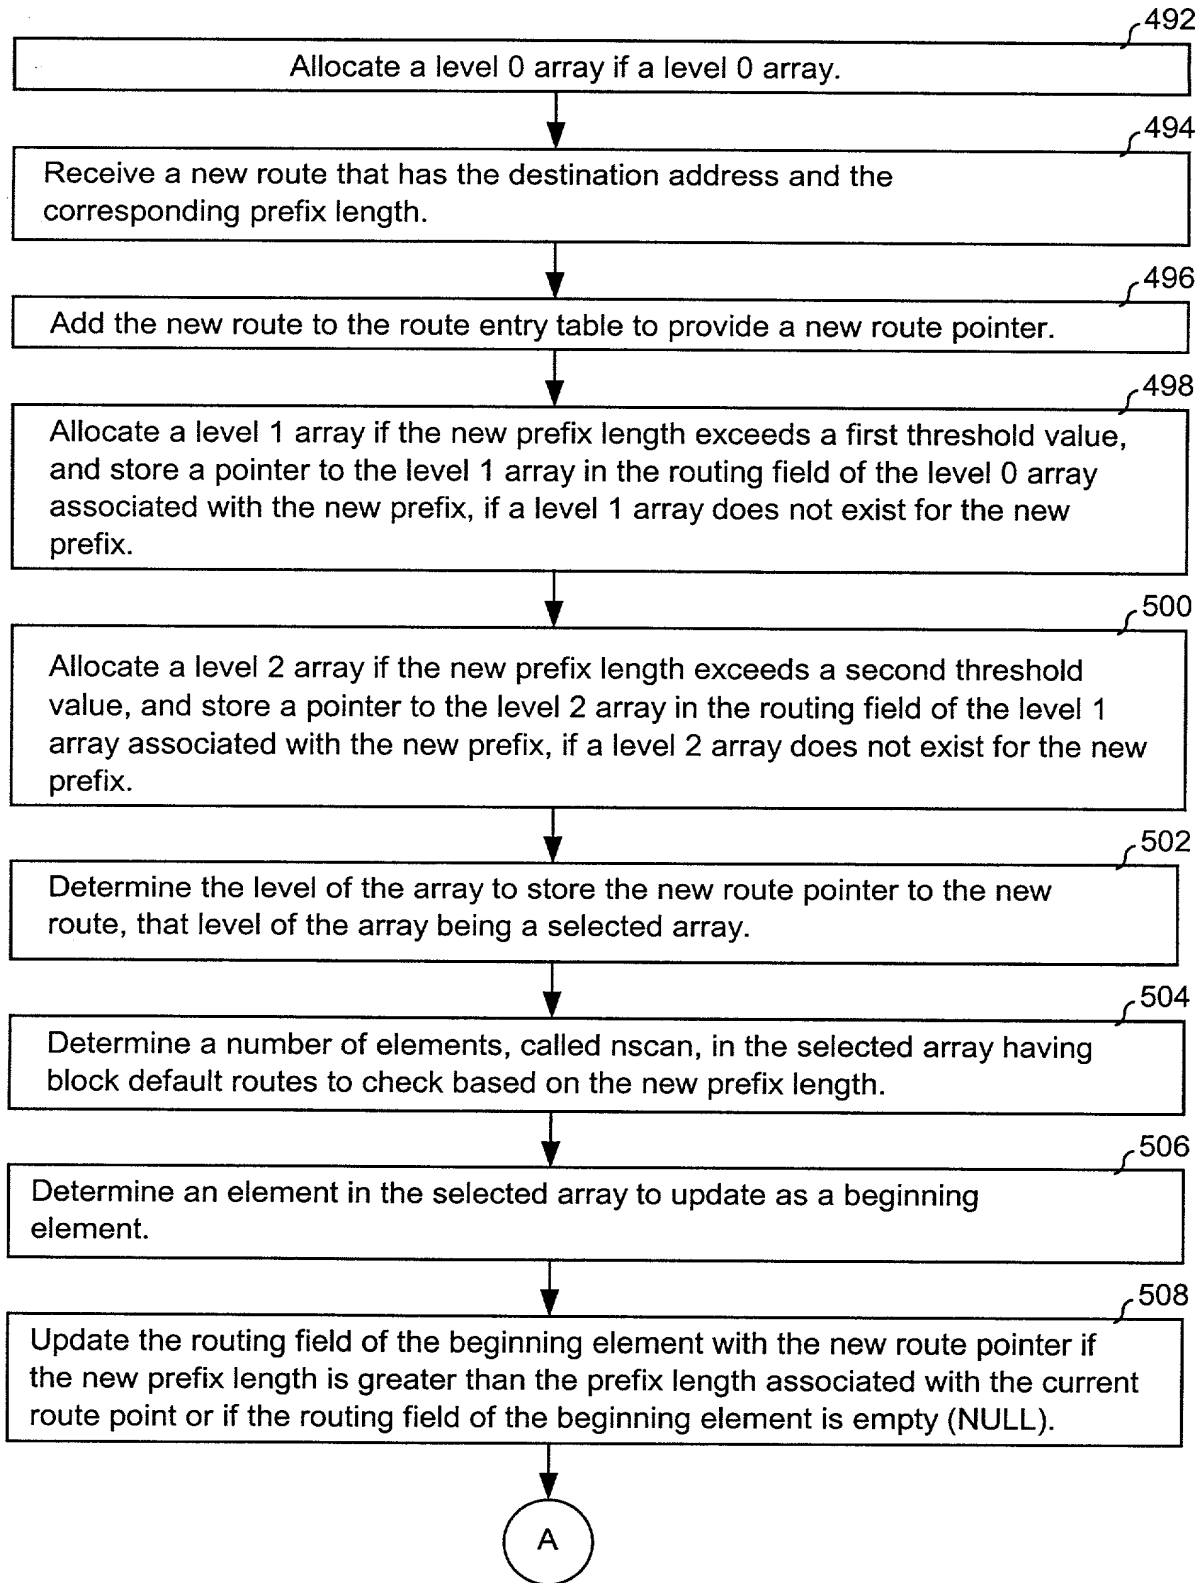 492
Allocate a level 0 array if a level 0 array.
494
Receive a new route that has the destination address and the
corresponding prefix length.
496
Add the new route to the route entry table to provide a new route pointer.
498
Allocate a level 1 array if the new prefix length exceeds a first threshold value,
and store a pointer to the level 1 array in the routing field of the level 0 array
associated with the new prefix, if a level 1 array does not exist for the new
prefix.
500
Allocate a level 2 array if the new prefix length exceeds a second threshold
value, and store a pointer to the level 2 array in the routing field of the level 1
array associated with the new prefix, if a level 2 array does not exist for the new
prefix.
502
Determine the level of the array to store the new route pointer to the new
route, that level of the array being a selected array.
504
Determine a number of elements, called nscan, in the selected array having
block default routes to check based on the new prefix length.
506
Determine an element in the selected array to update as a beginning
element.
508
Update the routing field of the beginning element with the new route pointer if
the new prefix length is greater than the prefix length associated with the current
route point or if the routing field of the beginning element is empty (NULL).
A